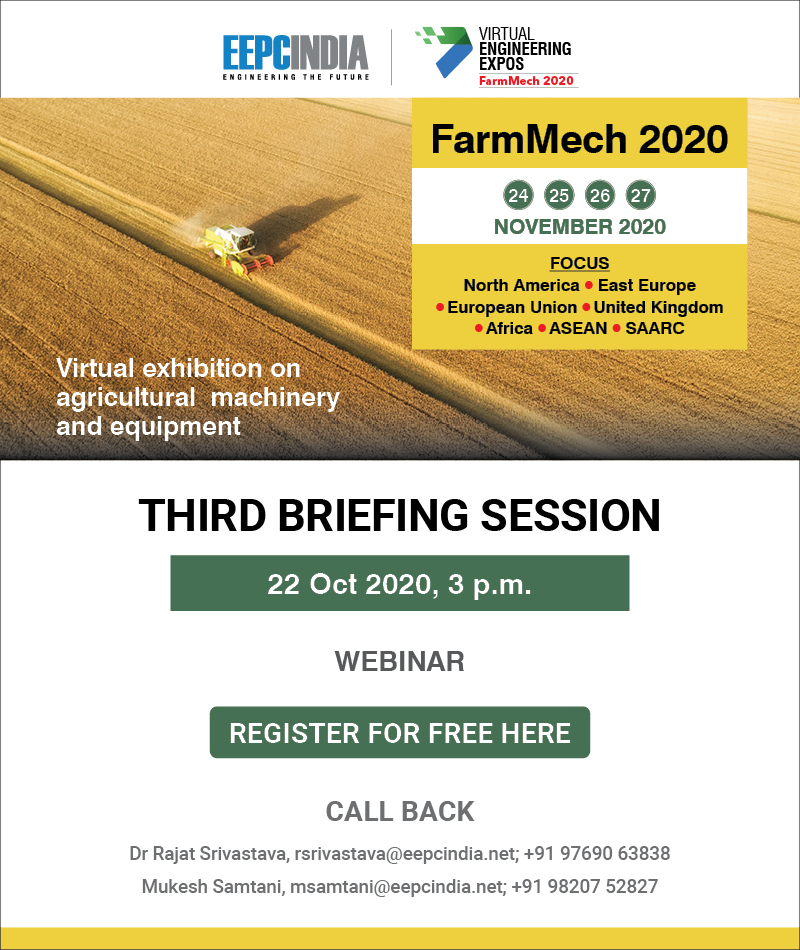 EEPCINDIA
ENGINEERING THE FUTURE
VIRTUAL
ENGINEERING
EXPOS
FarmMech 2020
FarmMech 2020
24 25 26 27
NOVEMBER 2020
FOCUS
North America • East Europe
• European Union • United Kingdom
• Africa • ASEAN • SAARC
Virtual exhibition on
agricultural machinery
and equipment
THIRD BRIEFING SESSION
22 Oct 2020, 3 p.m.
WEBINAR
REGISTER FOR FREE HERE
CALL BACK
Dr Rajat Srivastava, rsrivastava@eepcindia.net; +91 97690 63838
Mukesh Samtani, msamtani@eepcindia.net; +91 98207 52827